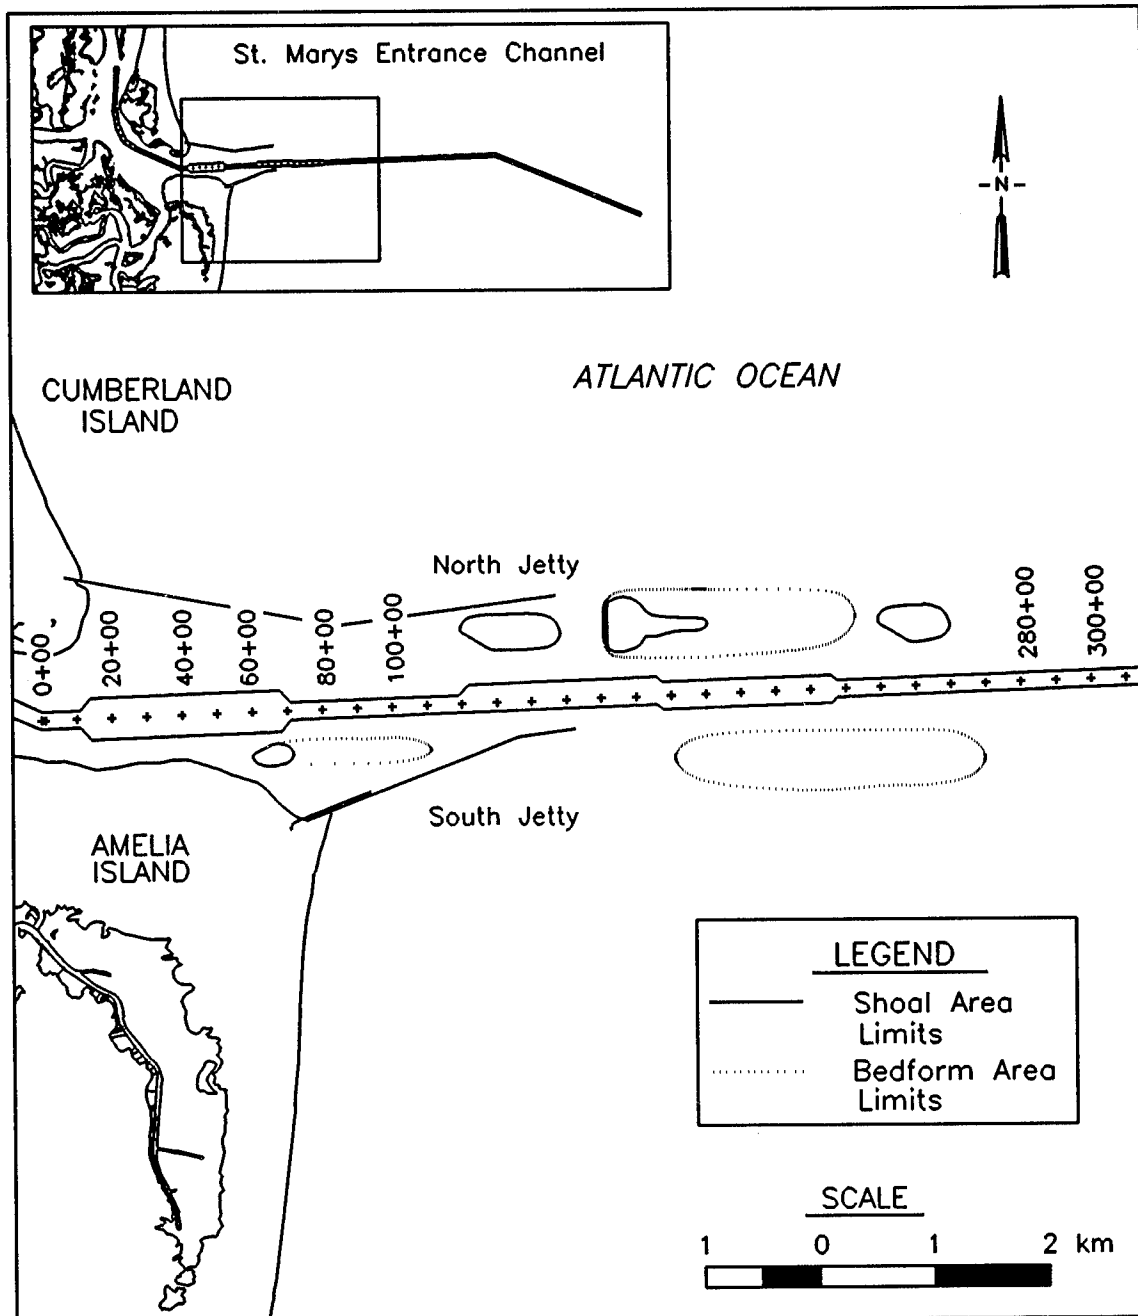 St. Marys Entrance Channel
N
CUMBERLAND
ISLAND
ATLANTIC OCEAN
North Jetty
0+00
20+00
40+00
60+00
80+00
100+00
280+00
300+00
South Jetty
AMELIA
ISLAND
LEGEND
Shoal Area
Limits
Bedform Area
Limits
SCALE
1 0 1 2 km